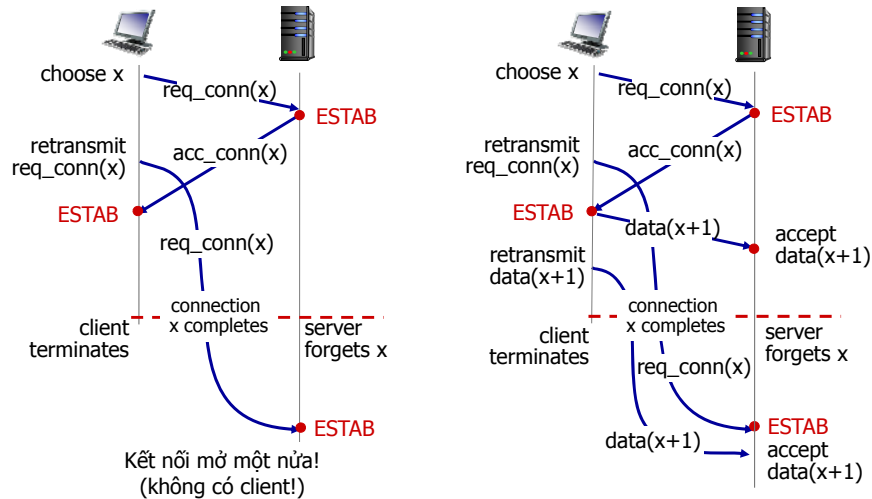 choose x
req_conn(x)
ESTAB
retransmit
req_conn(x)
acc_conn(x)
ESTAB
req_conn(x)
connection
x completes
client
terminates
server
forgets x
ESTAB
Kết nối mở một nửa!
(không có client!)
choose x
req_conn(x)
ESTAB
retransmit
req_conn(x)
acc_conn(x)
ESTAB
data(x+1)
accept
data(x+1)
retransmit
data(x+1)
connection
x completes
client
terminates
server
forgets x
req_conn(x)
ESTAB
data(x+1)
accept
data(x+1)